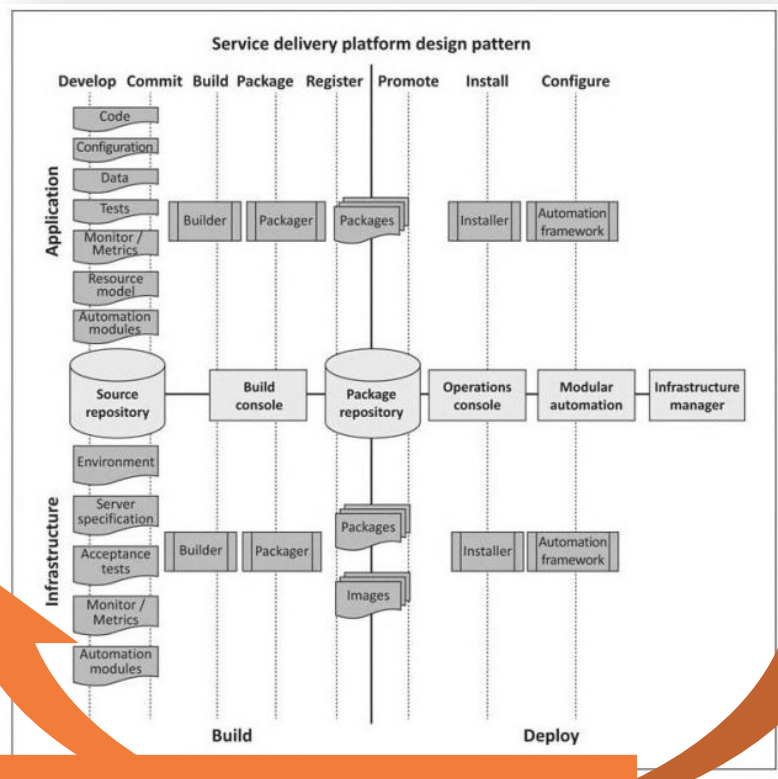 Service delivery platform design pattern
Develop Commit Build Package Register Promote Install Configure
Application
Code
Configuration
Data
Tests
Monitor /
Metrics
Resource
model
Automation
modules
Builder
Packager
Packages
Installer
Automation
framework
Source
repository
Build
console
Package
repository
Operations
console
Modular
automation
Infrastructure
manager
Infrastructure
Environment
Server
specification
Acceptance
tests
Monitor /
Metrics
Automation
modules
Builder
Packager
Packages
Images
Installer
Automation
framework
Build
Deploy